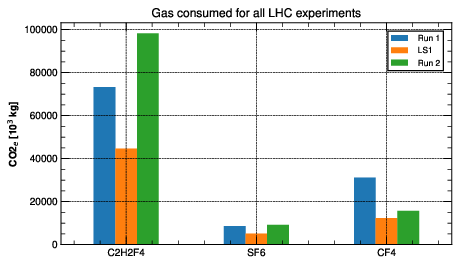 Gas consumed for all LHC experiments
Run 1
LS1
Run 2
CO2e [10³ kg]
100000
80000
60000
40000
20000
0
C2H2F4 SF6 CF4